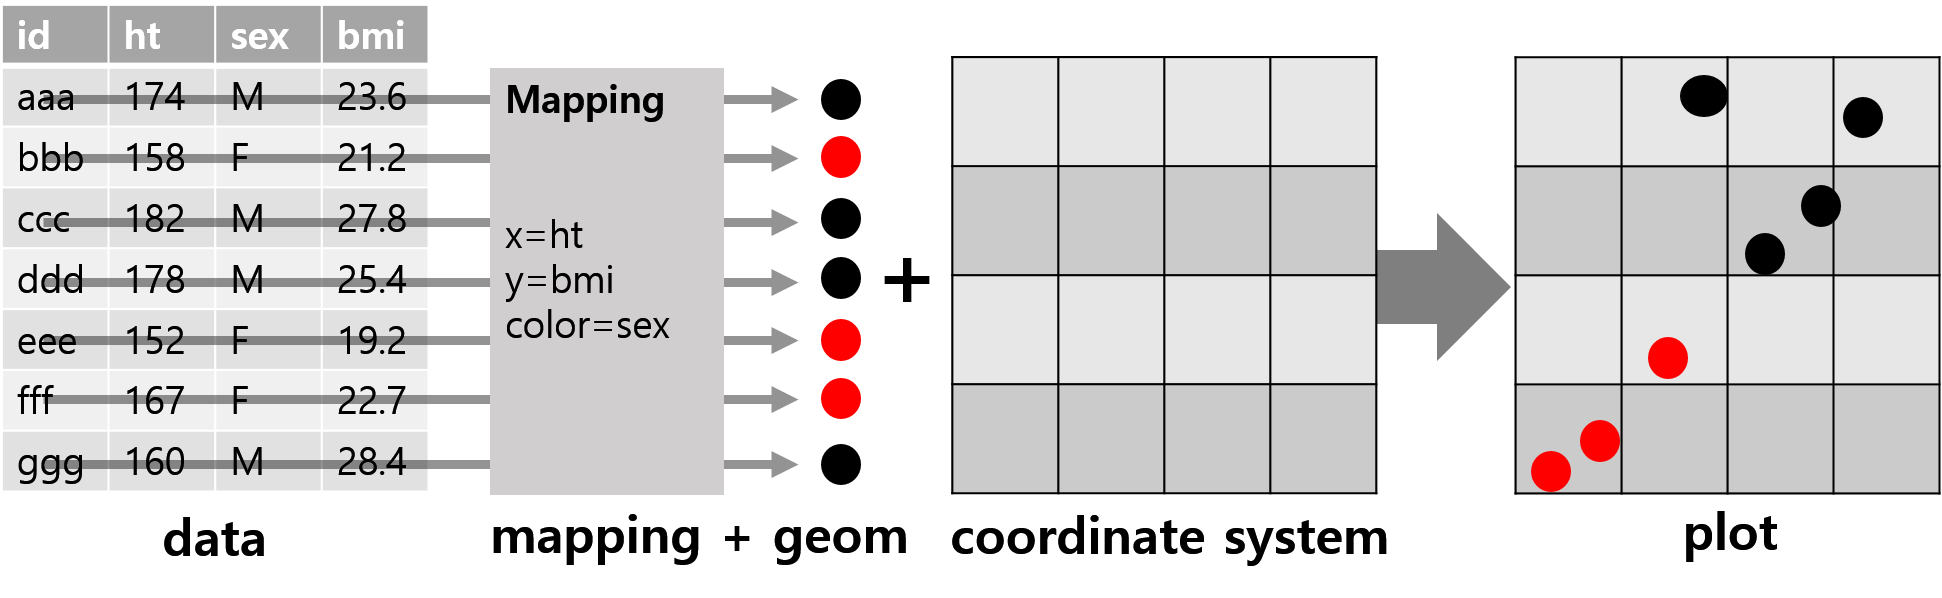 id ht sex bmi
aaa 174 M 23.6
bbb 158 F 21.2
ccc 182 M 27.8
ddd 178 M 25.4
eee 152 F 19.2
fff 167 F 22.7
ggg 160 M 28.4
Mapping
x=ht
y=bmi
color=sex
+
data
mapping + geom
coordinate system
plot